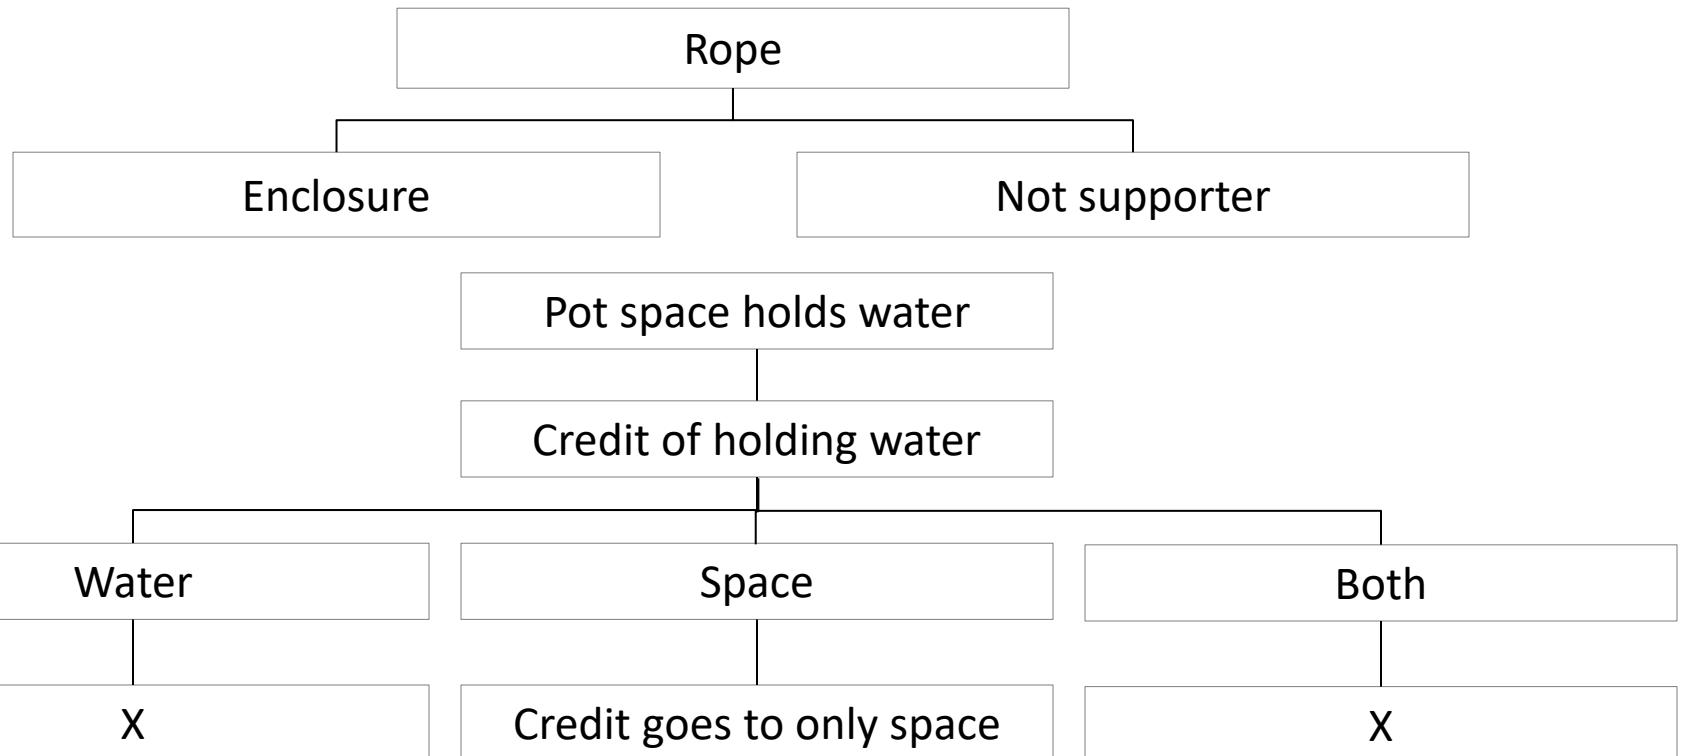 Rope
Enclosure
Not supporter
Pot space holds water
Credit of holding water
Water
Space
Both
X
Credit goes to only space
X